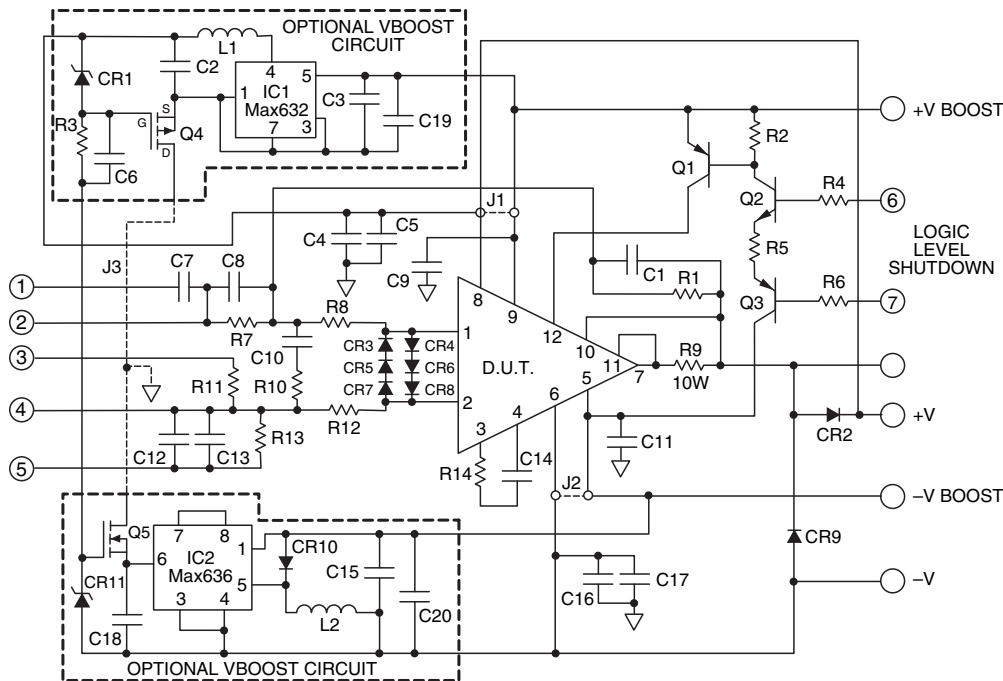 OPTIONAL VBOOST
CIRCUIT
L1
C2
CR1
4
5
IC1
Max632
1
7
3
C3
C19
S
G
D
Q4
R3
C6
+V BOOST
R2
Q1
Q2
R4
6
J1
C4
C5
R5
LOGIC
LEVEL
SHUTDOWN
J3
C7
C8
C9
C1
R1
Q3
R6
7
1
2
R7
R8
8
9
12
10
11
7
C10
CR3
CR4
1
3
CR5
CR6
D.U.T.
R9
10W
R11
R10
CR7
CR8
2
5
6
4
3
4
R12
+V
CR2
C12
C13
R13
R14
C14
C11
5
J2
–V BOOST
Q5
7
8
1
CR10
CR9
6
IC2
Max636
5
C15
C16
C17
CR11
–V
3
4
C18
L2
C20
OPTIONAL VBOOST CIRCUIT